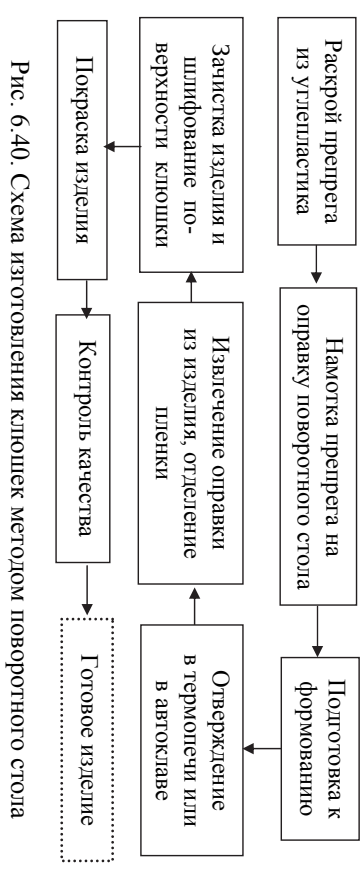 Раскрой препрега
из углепластика
Намотка препрега на
оправку поворотного стола
Подготовка к
формованию
Отверждение
в термопечи или
в автоклаве
Извлечение оправки
из изделия, отделение
пленки
Зачистка изделия и
шлифование по-
верхности клюшки
Покраска изделия
Контроль качества
Готовое изделие
Рис. 6.40. Схема изготовления клюшек методом поворотного стола